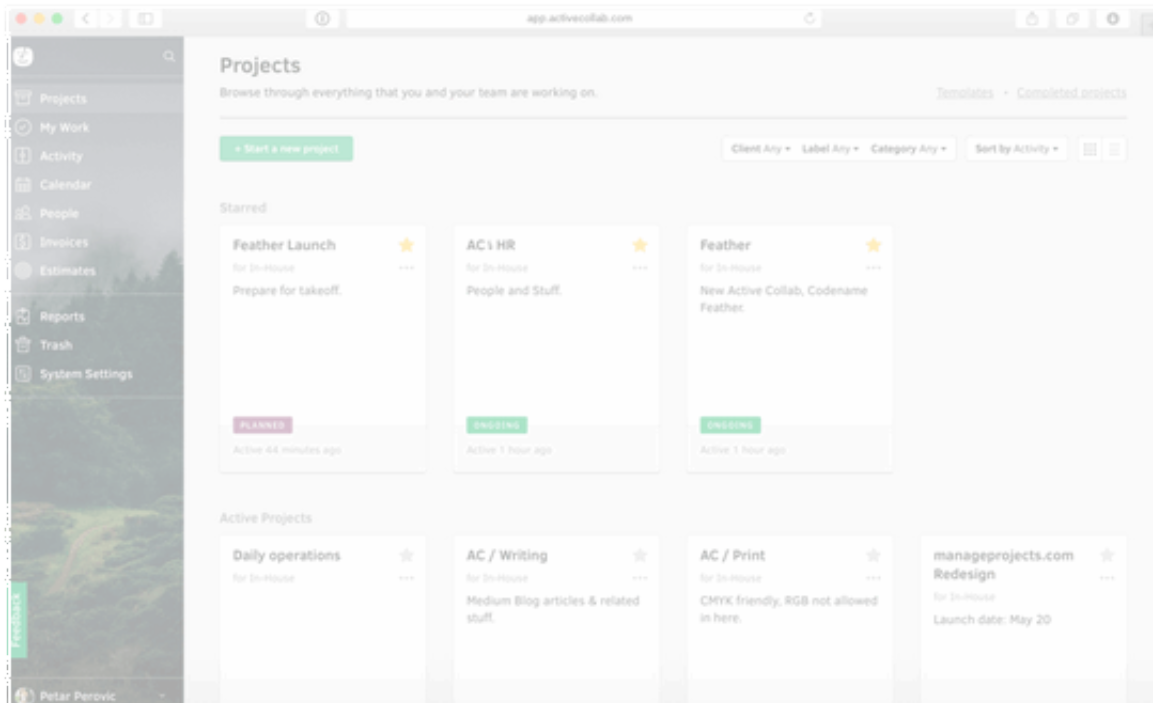 app.activecollab.com
Projects
My Work
Activity
Calendar
People
Invoices
Estimates
Reports
Trash
System Settings
Feedback
Petar Perovic
Projects
Browse through everything that you and your team are working on.
Templates · Completed projects
+ Start a new project
Client Any Label Any Category Any Sort by Activity
Starred
Feather Launch
for In-House
Prepare for takeoff.
PLANNED
Active 44 minutes ago
AC \ HR
for In-House
People and Stuff.
ONGOING
Active 1 hour ago
Feather
for In-House
New Active Collab, Codename
Feather.
ONGOING
Active 1 hour ago
Active Projects
Daily operations
for In-House
AC / Writing
for In-House
Medium Blog articles & related
stuff.
AC / Print
for In-House
CMYK friendly, RGB not allowed
in here.
manageprojects.com
Redesign
for In-House
Launch date: May 20